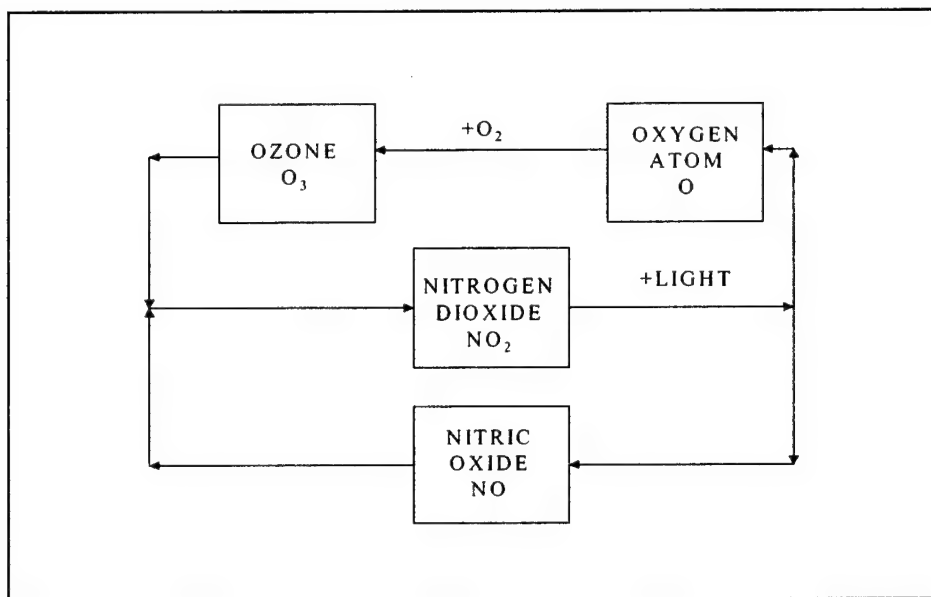 OZONE
O₃
+O₂
OXYGEN
ATOM
O
NITROGEN
DIOXIDE
NO₂
+LIGHT
NITRIC
OXIDE
NO